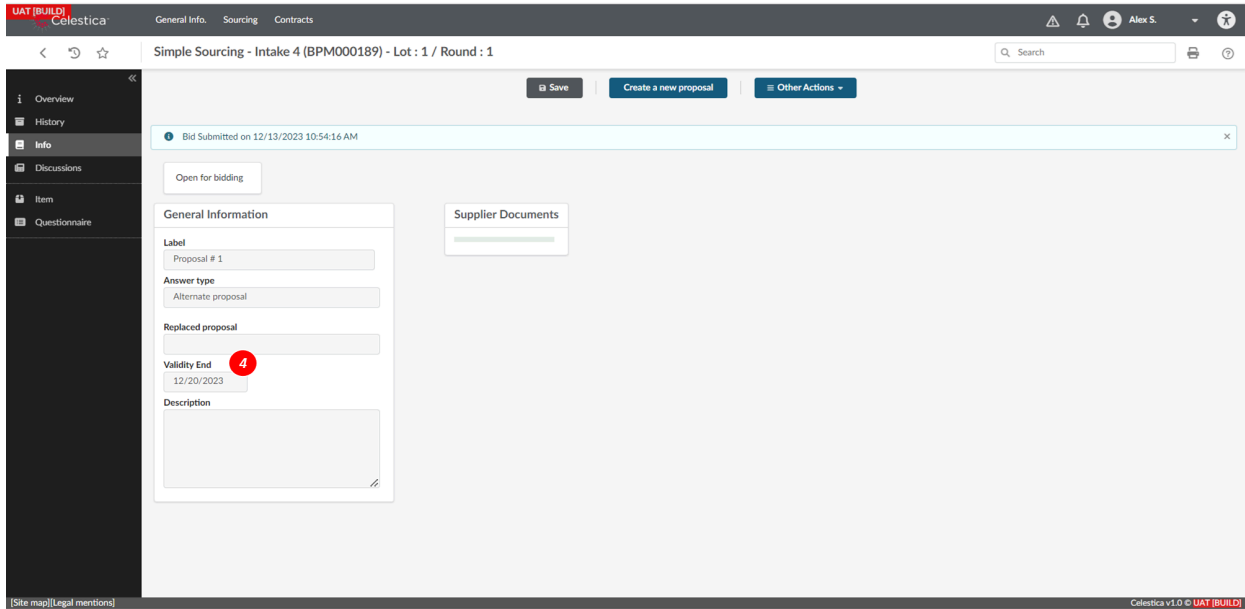 UAT [BUILD]
Celestica
General Info. Sourcing Contracts
Alex S.
Simple Sourcing - Intake 4 (BPM000189) - Lot : 1 / Round : 1
Search
Save
Create a new proposal
Other Actions
Overview
History
Info
Discussions
Item
Questionnaire
Bid Submitted on 12/13/2023 10:54:16 AM
Open for bidding
General Information
Label
Proposal # 1
Answer type
Alternate proposal
Replaced proposal
Validity End
4
12/20/2023
Description
Supplier Documents
[Site map][Legal mentions]
Celestica v1.0 © UAT [BUILD]